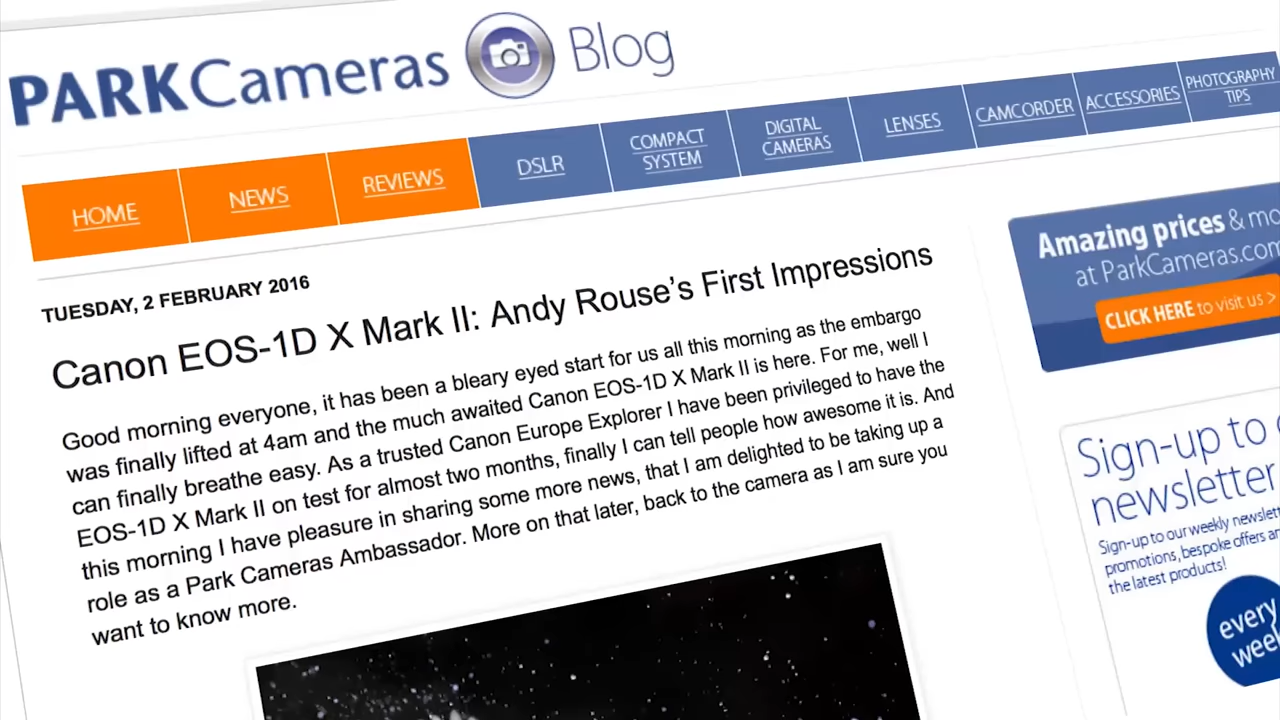 PARKCameras Blog
HOME
NEWS
REVIEWS
DSLR
COMPACT
SYSTEM
DIGITAL
CAMERAS
LENSES
CAMCORDER
ACCESSORIES
PHOTOGRAPHY
TIPS
TUESDAY, 2 FEBRUARY 2016
Canon EOS-1D X Mark II: Andy Rouse's First Impressions
Good morning everyone, it has been a bleary eyed start for us all this morning as the embargo
was finally lifted at 4am and the much awaited Canon EOS-1D X Mark II is here. For me, well I
can finally breathe easy. As a trusted Canon Europe Explorer I have been privileged to have the
EOS-1D X Mark II on test for almost two months, finally I can tell people how awesome it is. And
this morning I have pleasure in sharing some more news, that I am delighted to be taking up a
role as a Park Cameras Ambassador. More on that later, back to the camera as I am sure you
want to know more.
Amazing prices & mo
at ParkCameras.com
CLICK HERE to visit us >
Sign-up to
newsletter
Sign-up to our weekly newslett
promotions, bespoke offers a
the latest products!
every
week